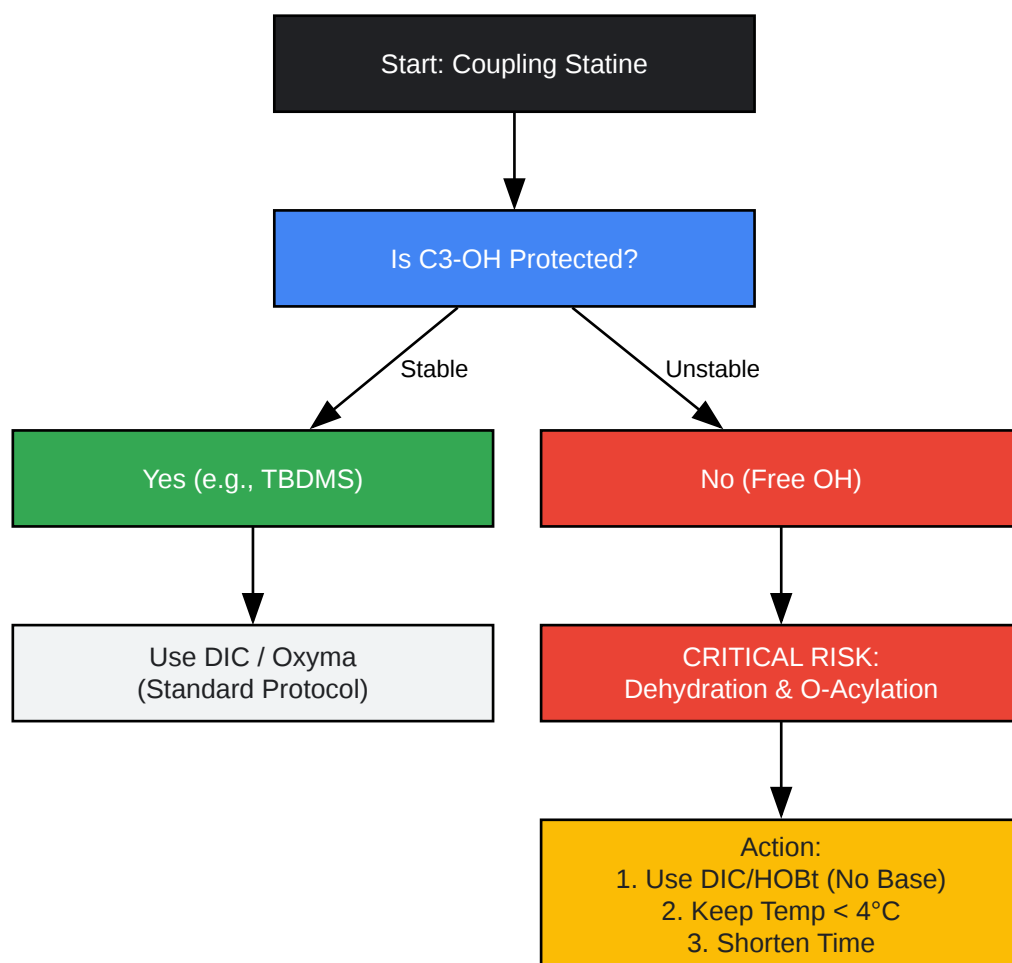 Start: Coupling Statine
Is C3-OH Protected?
Stable
Unstable
Yes (e.g., TBDMS)
No (Free OH)
Use DIC / Oxyma
(Standard Protocol)
CRITICAL RISK:
Dehydration & O-Acylation
Action:
1. Use DIC/HOBt (No Base)
2. Keep Temp < 4°C
3. Shorten Time